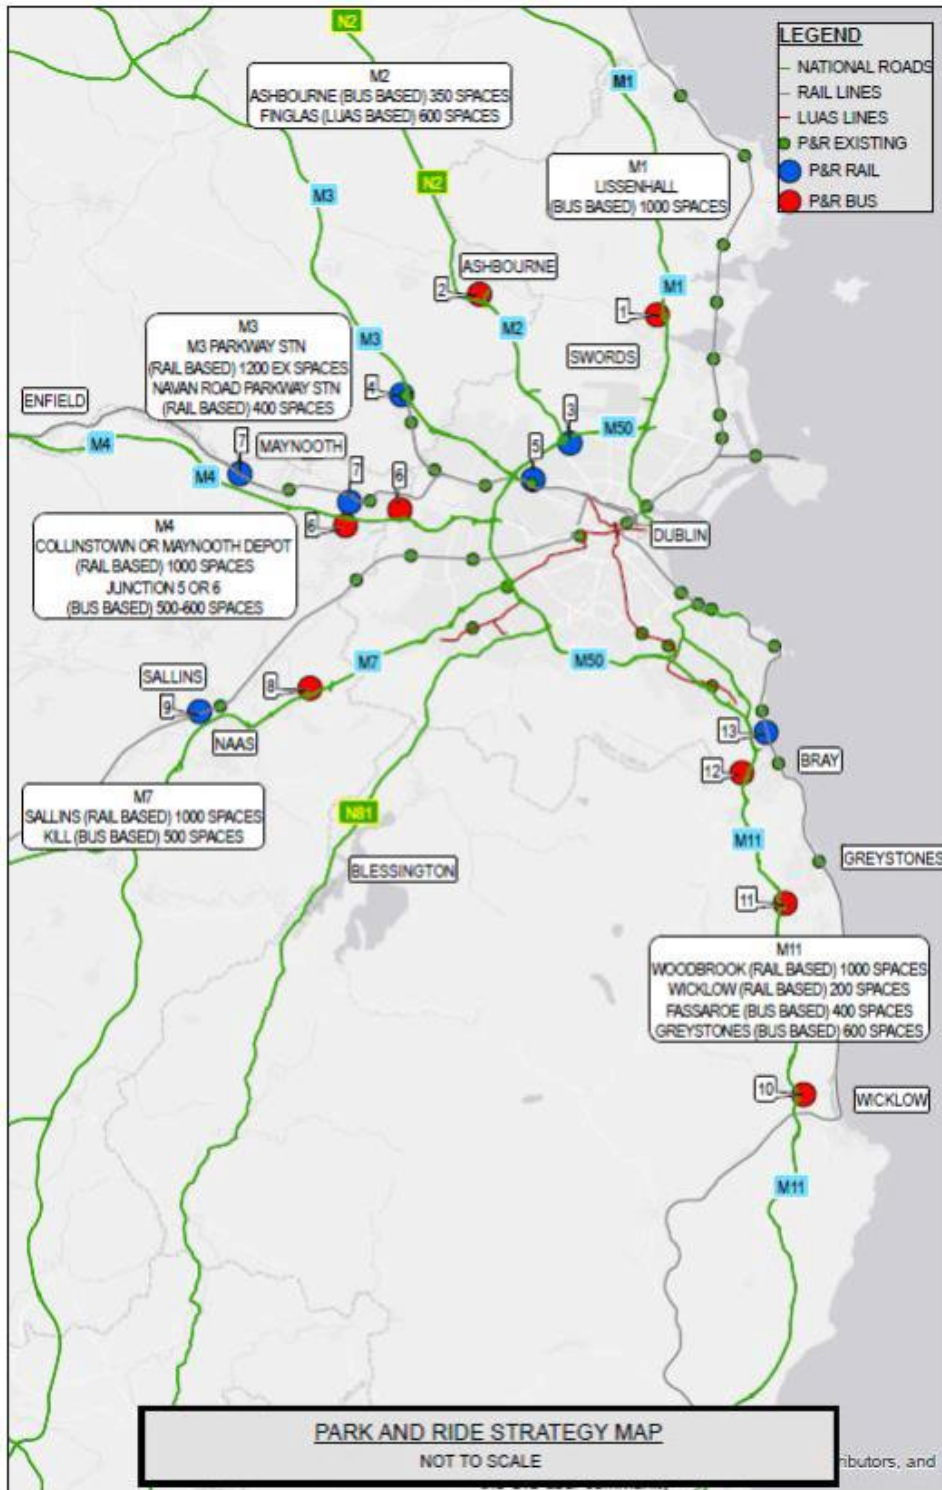 N2
LEGEND
NATIONAL ROADS
RAIL LINES
LUAS LINES
P&R EXISTING
P&R RAIL
P&R BUS
M2
ASHBOURNE (BUS BASED) 350 SPACES
FINGLAS (LUAS BASED) 600 SPACES
M1
M1
LISSENHALL
(BUS BASED) 1000 SPACES
N2
M3
ASHBOURNE
2
M1
1
M2
M3
M3 PARKWAY STN
(RAIL BASED) 1200 EX SPACES
NAVAN ROAD PARKWAY STN
(RAIL BASED) 400 SPACES
M3
SWORDS
4
ENFIELD
3
M50
M4
MAYNOOTH
7
5
M4
7
6
6
DUBLIN
M4
COLLINSTOWN OR MAYNOOTH DEPOT
(RAIL BASED) 1000 SPACES
JUNCTION 5 OR 6
(BUS BASED) 500-600 SPACES
M7
M50
SALLINS
8
9
NAAS
13
BRAY
12
M7
SALLINS (RAIL BASED) 1000 SPACES
KILL (BUS BASED) 500 SPACES
N81
M11
BLESSINGTON
GREYSTONES
11
M11
WOODBROOK (RAIL BASED) 1000 SPACES
WICKLOW (RAIL BASED) 200 SPACES
FASSAROE (BUS BASED) 400 SPACES
GREYSTONES (BUS BASED) 600 SPACES
10
WICKLOW
M11
PARK AND RIDE STRATEGY MAP
NOT TO SCALE
ributors, and